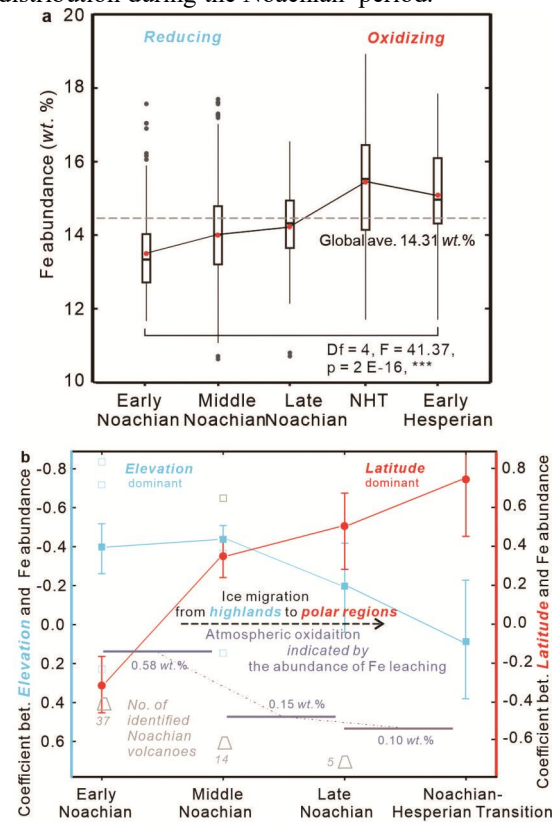 distribution during the Noachian period.
a
Reducing
Oxidizing
20
18
16
14
12
10
Fe abundance (wt. %)
Global ave. 14.31 wt.%
Df = 4, F = 41.37,
p = 2 E-16, ***
Early Noachian
Middle Noachian
Late Noachian
NHT
Early Hesperian
b
Elevation
dominant
Latitude
dominant
-0.8
-0.6
-0.4
-0.2
0.0
0.2
0.4
0.6
0.8
0.6
0.4
0.2
0.0
-0.2
-0.4
-0.6
Coefficient bet. Elevation and Fe abundance
Coefficient bet. Latitude and Fe abundance
Ice migration
from highlands to polar regions
Atmospheric oxidaition
indicated by
the abundance of Fe leaching
0.58 wt.%
0.15 wt.%
0.10 wt.%
No. of
identified
Noachian
volcanoes
37
14
5
Early
Noachian
Middle
Noachian
Late
Noachian
Noachian-
Hesperian Transition